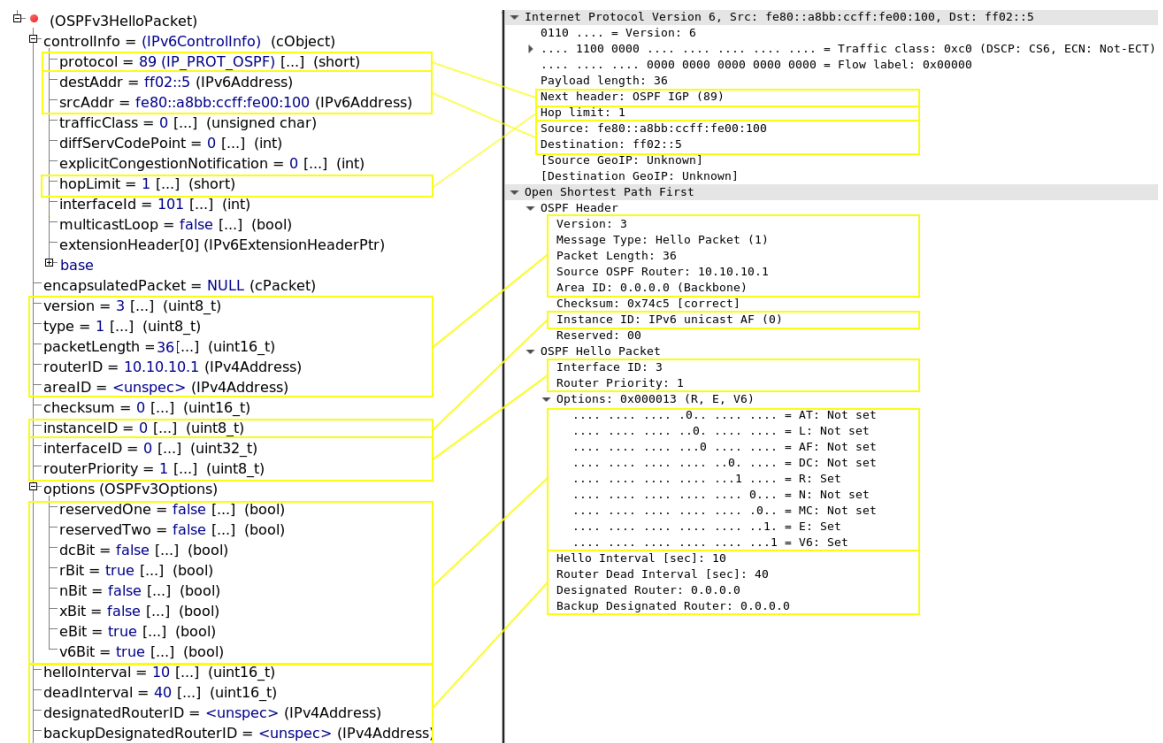 (OSPFv3HelloPacket)
controlInfo = (IPv6ControlInfo) (cObject)
protocol = 89 (IP_PROT_OSPF) [...] (short)
destAddr = ff02::5 (IPv6Address)
srcAddr = fe80::a8bb:ccff:fe00:100 (IPv6Address)
trafficClass = 0 [...] (unsigned char)
diffServCodePoint = 0 [...] (int)
explicitCongestionNotification = 0 [...] (int)
hopLimit = 1 [...] (short)
interfaceId = 101 [...] (int)
multicastLoop = false [...] (bool)
extensionHeader[0] (IPv6ExtensionHeaderPtr)
base
encapsulatedPacket = NULL (cPacket)
version = 3 [...] (uint8_t)
type = 1 [...] (uint8_t)
packetLength =36[...] (uint16_t)
routerID = 10.10.10.1 (IPv4Address)
areaID = <unspec> (IPv4Address)
checksum = 0 [...] (uint16_t)
instanceID = 0 [...] (uint8_t)
interfaceID = 0 [...] (uint32_t)
routerPriority = 1 [...] (uint8_t)
options (OSPFv3Options)
reservedOne = false [...] (bool)
reservedTwo = false [...] (bool)
dcBit = false [...] (bool)
rBit = true [...] (bool)
nBit = false [...] (bool)
xBit = false [...] (bool)
eBit = true [...] (bool)
v6Bit = true [...] (bool)
helloInterval = 10 [...] (uint16_t)
deadInterval = 40 [...] (uint16_t)
designatedRouterID = <unspec> (IPv4Address)
backupDesignatedRouterID = <unspec> (IPv4Address)
Internet Protocol Version 6, Src: fe80::a8bb:ccff:fe00:100, Dst: ff02::5
0110 .... = Version: 6
.... 1100 0000 .... .... .... .... .... = Traffic class: 0xc0 (DSCP: CS6, ECN: Not-ECT)
.... .... .... 0000 0000 0000 0000 0000 = Flow label: 0x00000
Payload length: 36
Next header: OSPF IGP (89)
Hop limit: 1
Source: fe80::a8bb:ccff:fe00:100
Destination: ff02::5
[Source GeoIP: Unknown]
[Destination GeoIP: Unknown]
Open Shortest Path First
OSPF Header
Version: 3
Message Type: Hello Packet (1)
Packet Length: 36
Source OSPF Router: 10.10.10.1
Area ID: 0.0.0.0 (Backbone)
Checksum: 0x74c5 [correct]
Instance ID: IPv6 unicast AF (0)
Reserved: 00
OSPF Hello Packet
Interface ID: 3
Router Priority: 1
Options: 0x000013 (R, E, V6)
.... .... .... .0.. .... .... = AT: Not set
.... .... .... ..0. .... .... = L: Not set
.... .... .... ...0 .... .... = AF: Not set
.... .... .... .... ..0. .... = DC: Not set
.... .... .... .... ...1 .... = R: Set
.... .... .... .... .... 0... = N: Not set
.... .... .... .... .... .0.. = MC: Not set
.... .... .... .... .... ..1. = E: Set
.... .... .... .... .... ...1 = V6: Set
Hello Interval [sec]: 10
Router Dead Interval [sec]: 40
Designated Router: 0.0.0.0
Backup Designated Router: 0.0.0.0